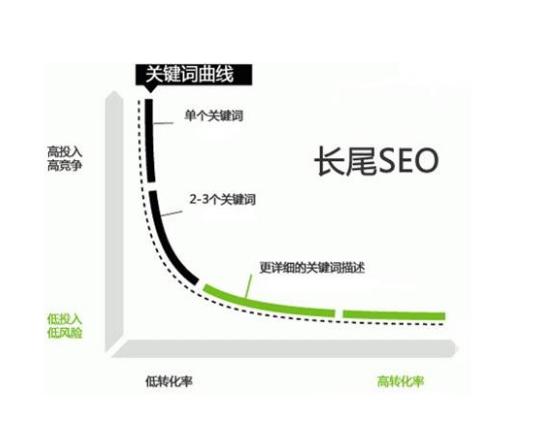 关键词曲线
单个关键词
高投入
高竞争
长尾SEO
2-3个关键词
更详细的关键词描述
低投入
低风险
低转化率
高转化率